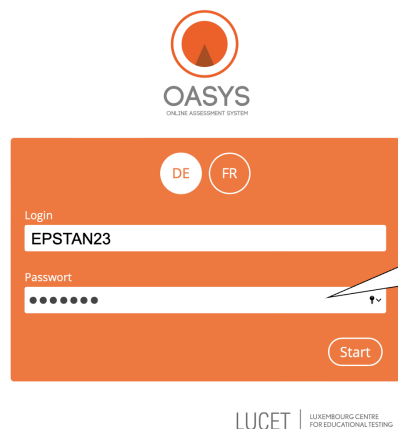 OASYS
ONLINE ASSESSMENT SYSTEM
DE FR
Login
EPSTAN23
Passwort
●●●●●●●
Start
LUCET
LUXEMBOURG CENTRE
FOR EDUCATIONAL TESTING